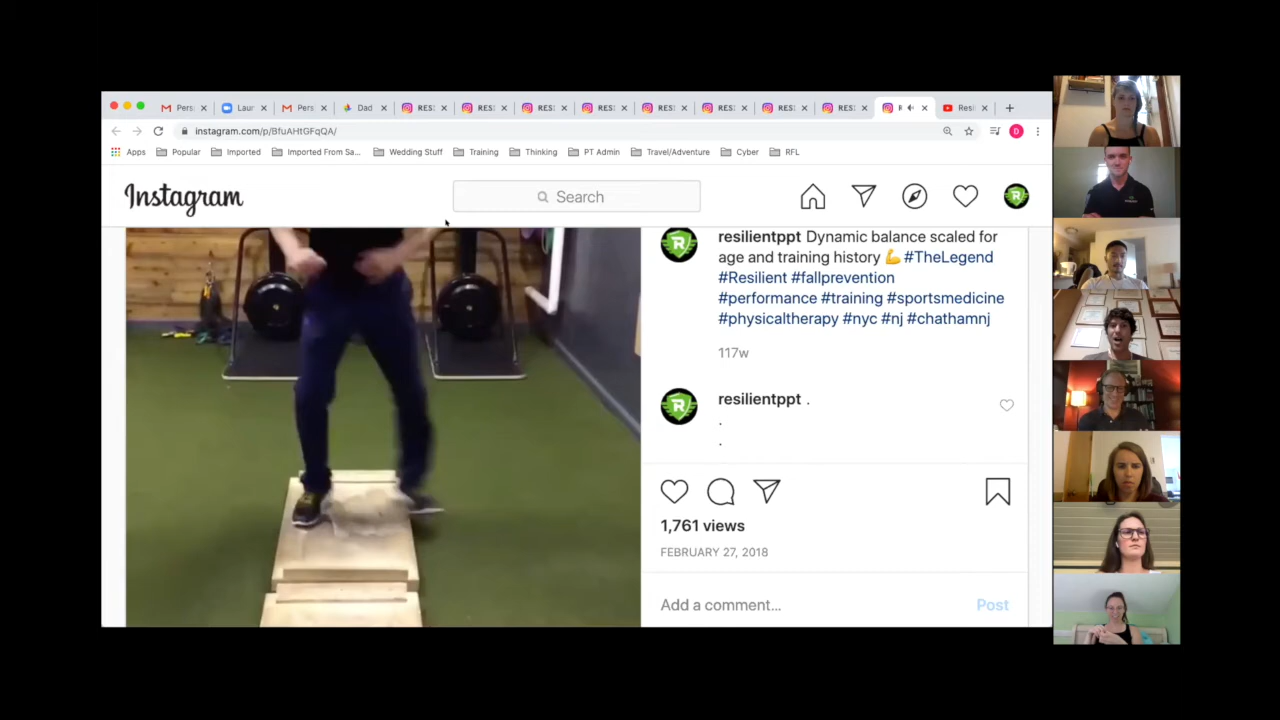 Pers
Laur
Pers
Dad
RES
RES
RES
RES
RES
RES
RES
RES
R
Resi
instagram.com/p/BfuAHtGFqQA/
D
Apps
Popular
Imported
Imported From Sa...
Wedding Stuff
Training
Thinking
PT Admin
Travel/Adventure
Cyber
RFL
Instagram
Search
R
R
resilientppt Dynamic balance scaled for
age and training history 💪 #TheLegend
#Resilient #fallprevention
#performance #training #sportsmedicine
#physicaltherapy #nyc #nj #chathamnj
117w
R
resilientppt .
.
.
1,761 views
FEBRUARY 27, 2018
Add a comment...
Post